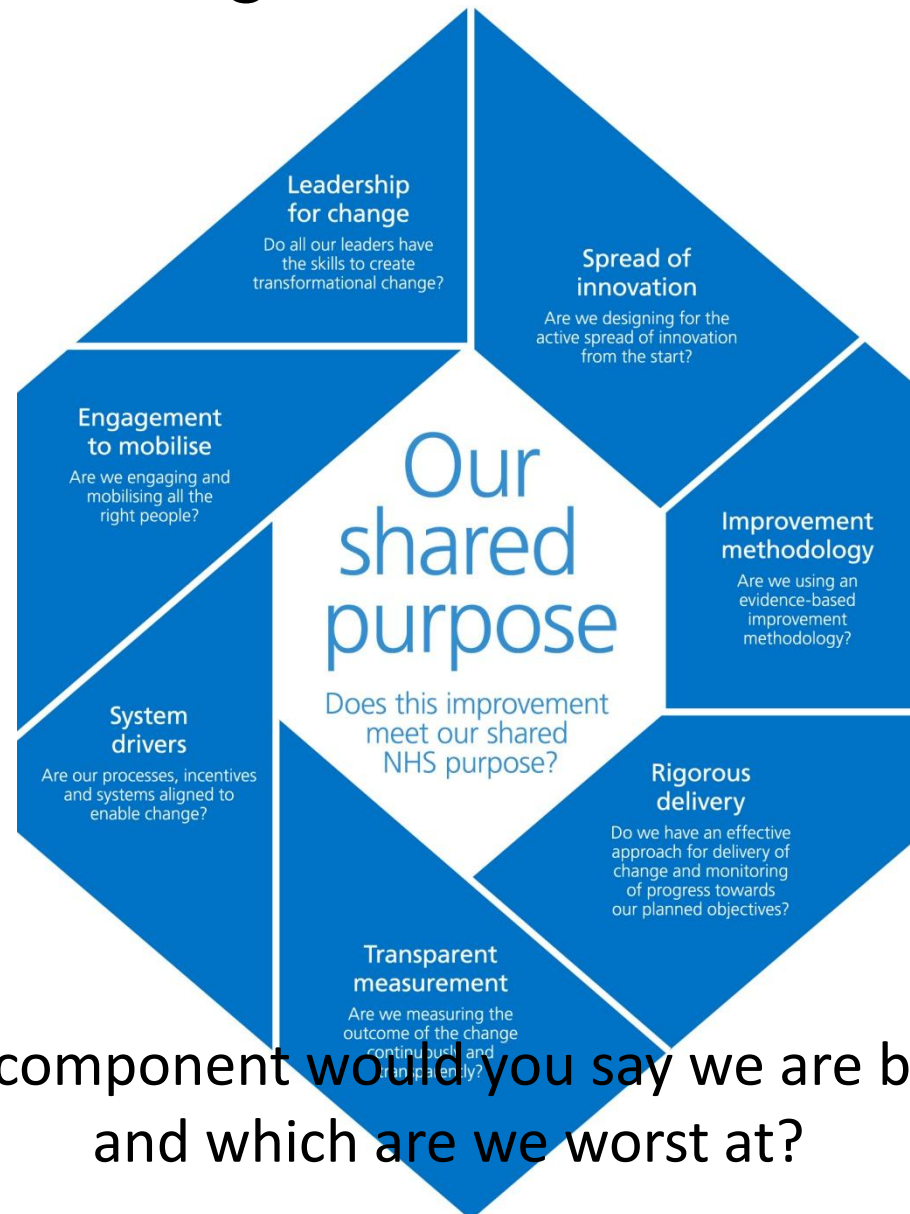 Leadership
for change
Do all our leaders have
the skills to create
transformational change?
Spread of
innovation
Are we designing for the
active spread of innovation
from the start?
Engagement
to mobilise
Are we engaging and
mobilising all the
right people?
Our
shared
purpose
Does this improvement
meet our shared
NHS purpose?
Improvement
methodology
Are we using an
evidence-based
improvement
methodology?
System
drivers
Are our processes, incentives
and systems aligned to
enable change?
Rigorous
delivery
Do we have an effective
approach for delivery of
change and monitoring
of progress towards
our planned objectives?
Transparent
measurement
Are we measuring the
outcome of the change
continuously and
transparently?
component would you say we are b
and which are we worst at?